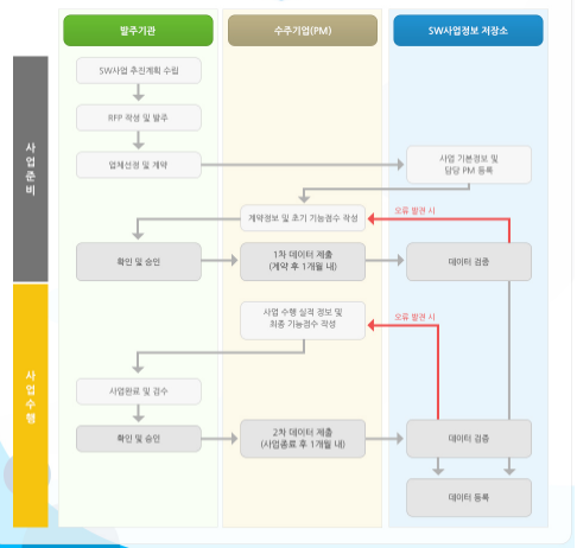 발주기관
수주기업(PM)
SW사업정보 저장소
사업준비
SW사업 추진계획 수립
RFP 작성 및 발주
업체선정 및 계약
사업 기본정보 및
담당 PM 등록
계약정보 및 초기 기능점수 작성
오류 발견 시
확인 및 승인
1차 데이터 제출
(계약 후 1개월 내)
데이터 검증
사업수행
사업 수행 실적 정보 및
최종 기능점수 작성
오류 발견 시
사업완료 및 검수
확인 및 승인
2차 데이터 제출
(사업종료 후 1개월 내)
데이터 검증
데이터 등록